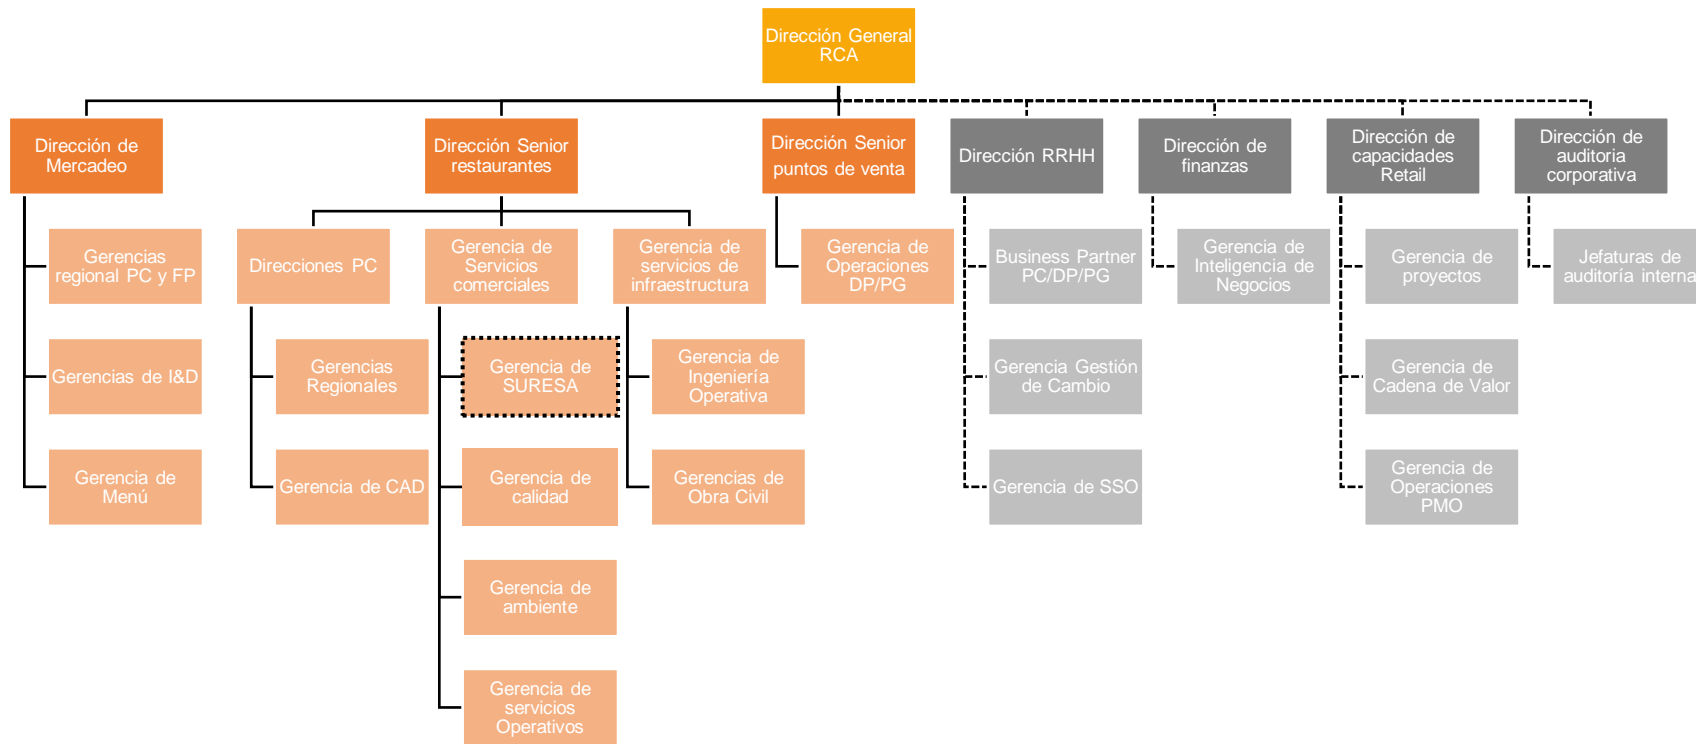 Dirección General
RCA
Dirección de
Mercadeo
Dirección Senior
restaurantes
Dirección Senior
puntos de venta
Dirección RRHH
Dirección de
finanzas
Dirección de
capacidades
Retail
Dirección de
auditoria
corporativa
Gerencias
regional PC y FP
Direcciones PC
Gerencia de
Servicios
comerciales
Gerencia de
servicios de
infraestructura
Gerencia de
Operaciones
DP/PG
Business Partner
PC/DP/PG
Gerencia de
Inteligencia de
Negocios
Gerencia de
proyectos
Jefaturas de
auditoría interna
Gerencias de I&D
Gerencias
Regionales
Gerencia de
SURESA
Gerencia de
Ingeniería
Operativa
Gerencia Gestión
de Cambio
Gerencia de
Cadena de Valor
Gerencia de
Menú
Gerencia de CAD
Gerencia de
calidad
Gerencias de
Obra Civil
Gerencia de SSO
Gerencia de
Operaciones
PMO
Gerencia de
ambiente
Gerencia de
servicios
Operativos